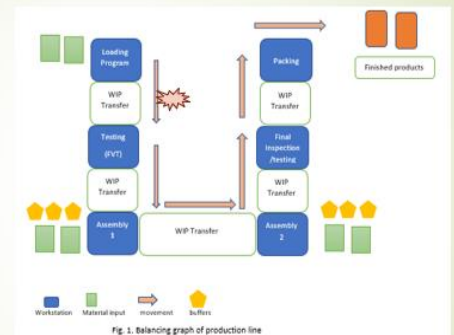 Loading
Program
WIP
Transfer
Testing
(FVT)
WIP
Transfer
Assembly
1
WIP Transfer
Assembly
2
WIP
Transfer
Final
Inspection
/testing
WIP
Transfer
Packing
Finished products
Workstation
Material input
movement
buffers
Fig. 1. Balancing graph of production line